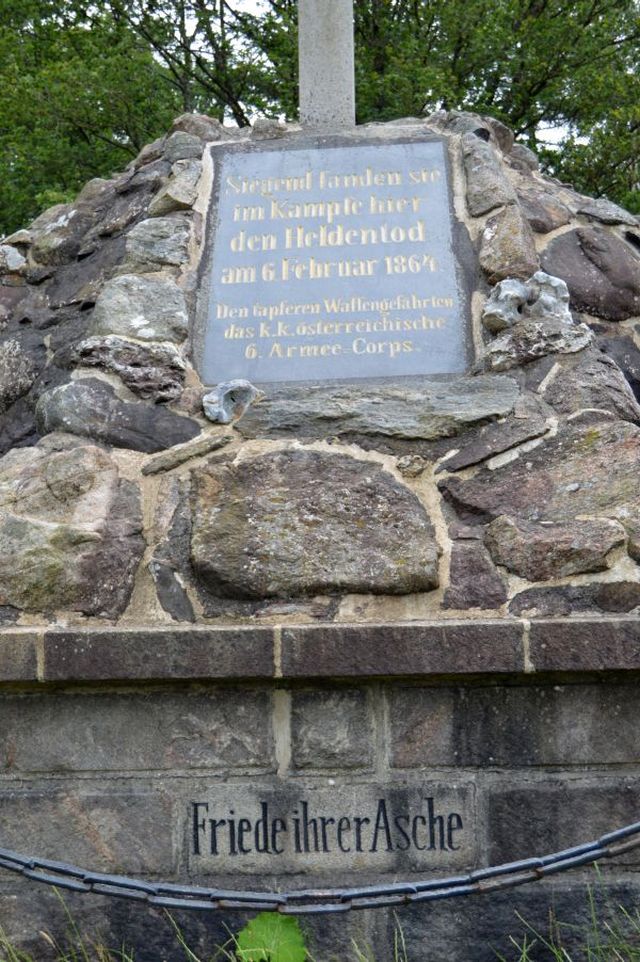 Siegend fanden sie
im Kampfe hier
den Heldentod
am 6. Februar 1864.
Den tapferen Waffengefährten
das k.k. österreichische
6. Armee-Corps.
Friede ihrer Asche